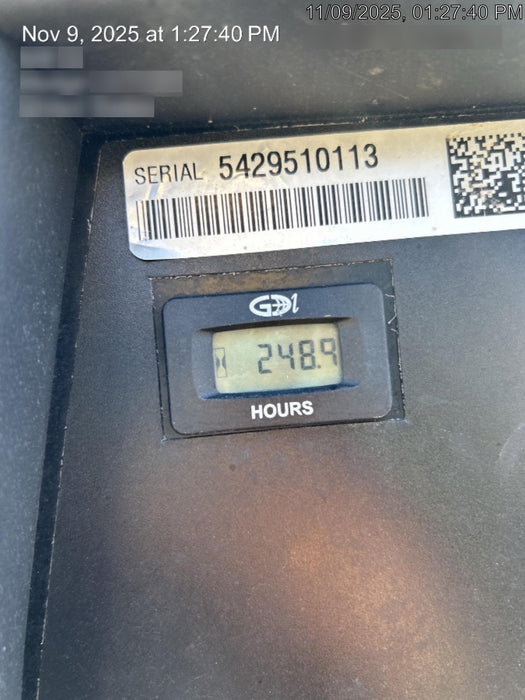 11/09/2025, 01:27:40 PM
Nov 9, 2025 at 1:27:40 PM
SERIAL 5429510113
248.9
HOURS